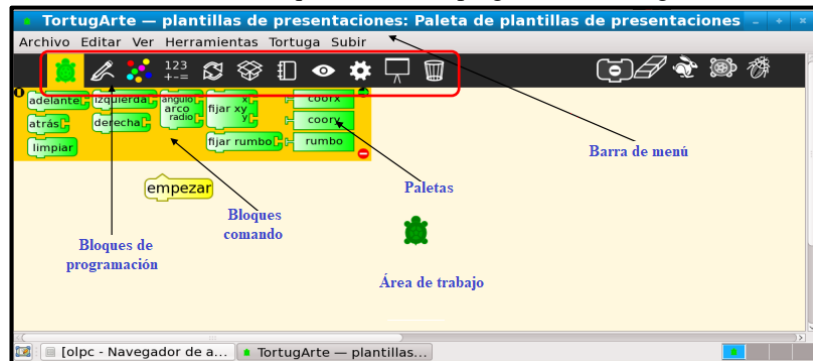 TortugArte — plantillas de presentaciones: Paleta de plantillas de presentaciones
Archivo Editar Ver Herramientas Tortuga Subir
123
+-=
adelante izquierda ángulo arco radio fijar xy x y coorx
atrás derecha coory
limpiar fijar rumbo rumbo
empezar
Barra de menú
Paletas
Bloques comando
Bloques de programación
Área de trabajo
[olpc - Navegador de a... TortugArte — plantillas...